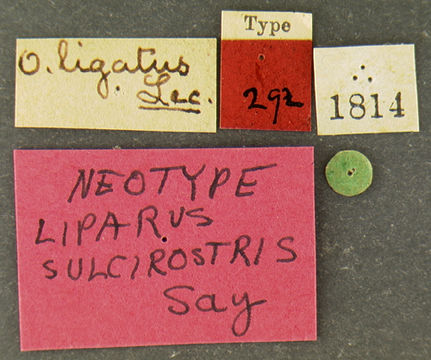 O. ligatus
Lec.
Type
292
1814
NEOTYPE
LIPARUS
SULCIROSTRIS
Say